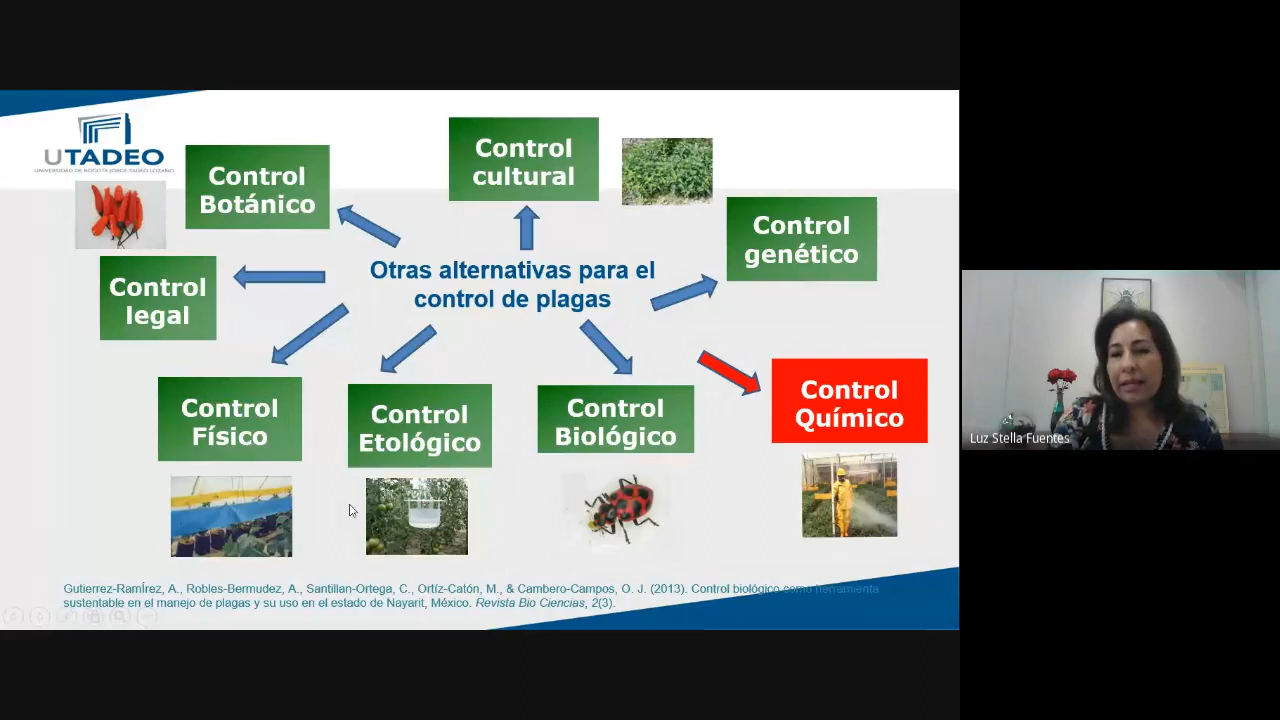 UTADEO
UNIVERSIDAD DE BOGOTÁ JORGE TADEO LOZANO
Control
Botánico
Control
cultural
Control
genético
Control
legal
Otras alternativas para el
control de plagas
Control
Físico
Control
Etológico
Control
Biológico
Control
Químico
Luz Stella Fuentes
Gutierrez-RamÍrez, A., Robles-Bermudez, A., Santillan-Ortega, C., Ortíz-Catón, M., & Cambero-Campos, O. J. (2013). Control biológico como herramienta
sustentable en el manejo de plagas y su uso en el estado de Nayarit, México. Revista Bio Ciencias, 2(3).